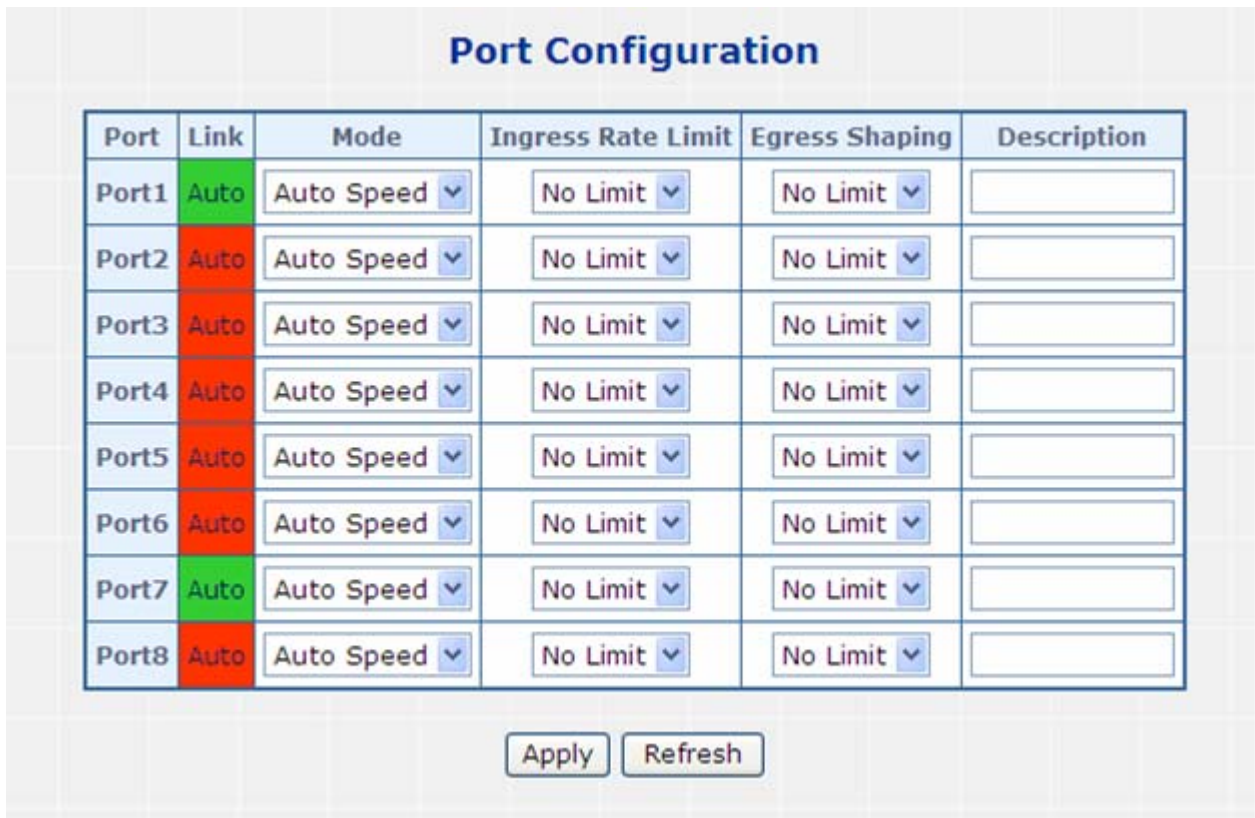 Port Configuration
Port Link Mode Ingress Rate Limit Egress Shaping Description
Port1 Auto Auto Speed No Limit No Limit
Port2 Auto Auto Speed No Limit No Limit
Port3 Auto Auto Speed No Limit No Limit
Port4 Auto Auto Speed No Limit No Limit
Port5 Auto Auto Speed No Limit No Limit
Port6 Auto Auto Speed No Limit No Limit
Port7 Auto Auto Speed No Limit No Limit
Port8 Auto Auto Speed No Limit No Limit
Apply Refresh